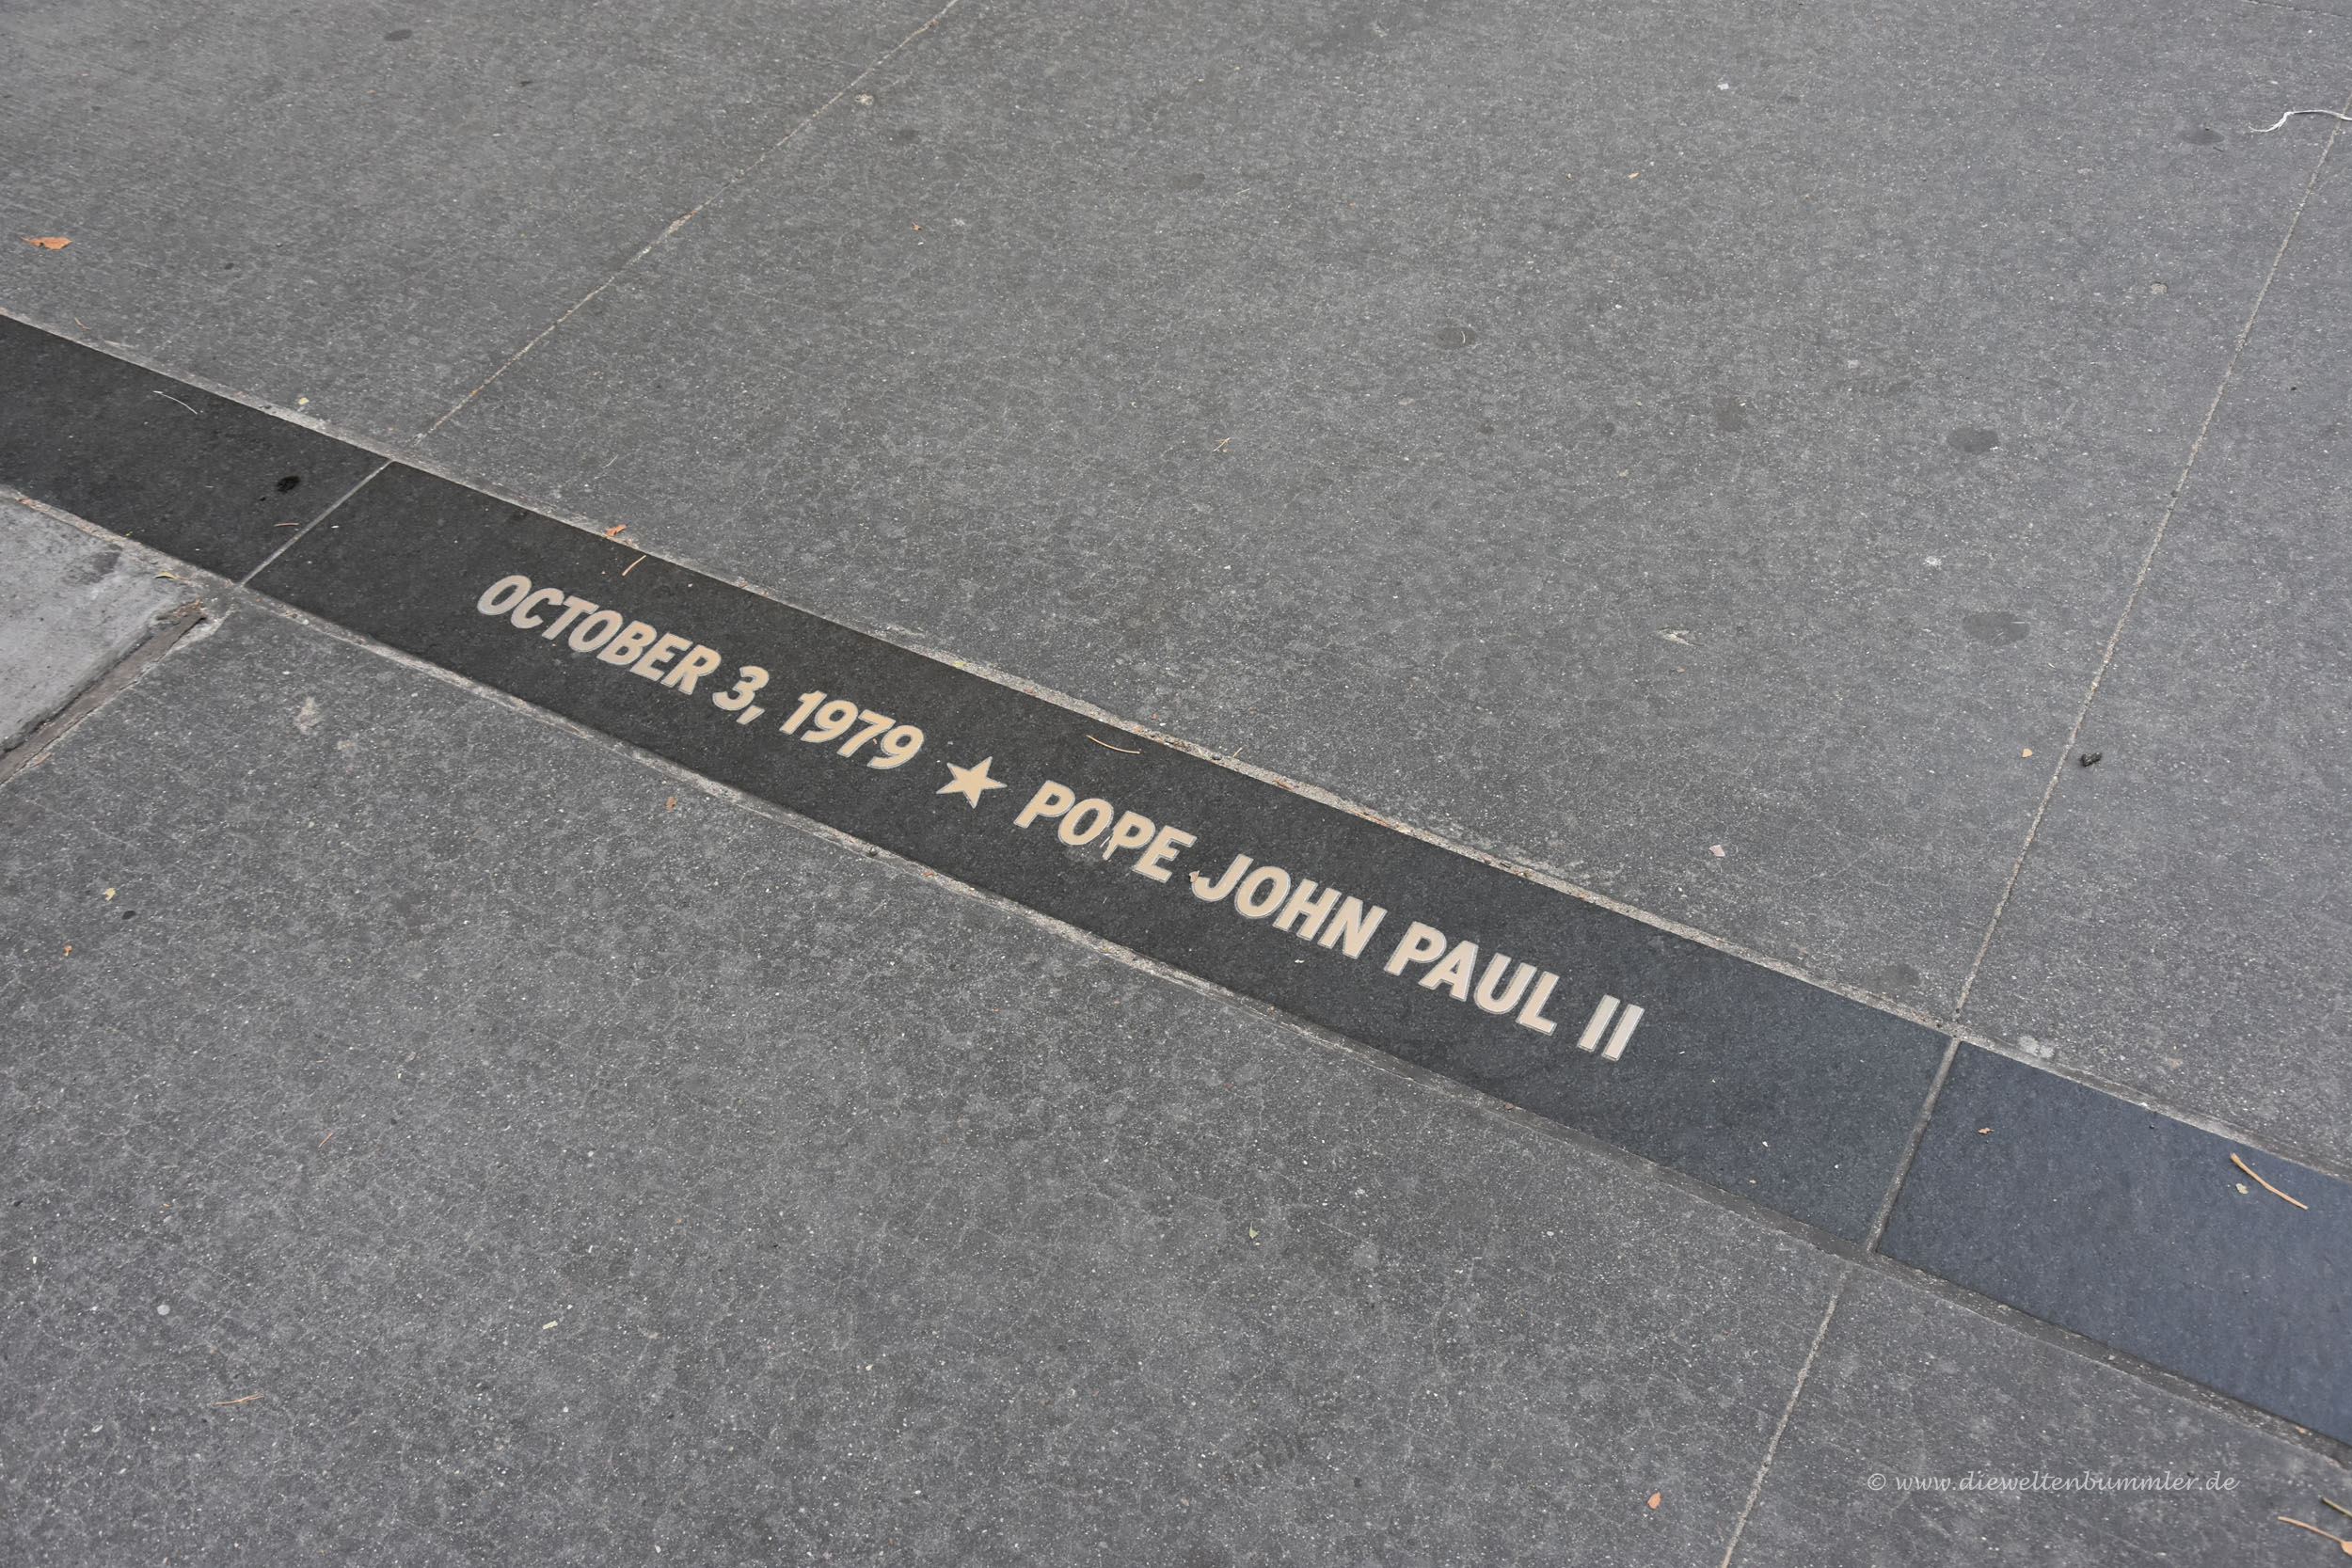 OCTOBER 3, 1979 ★ POPE JOHN PAUL II
© www.dieweltenbummler.de